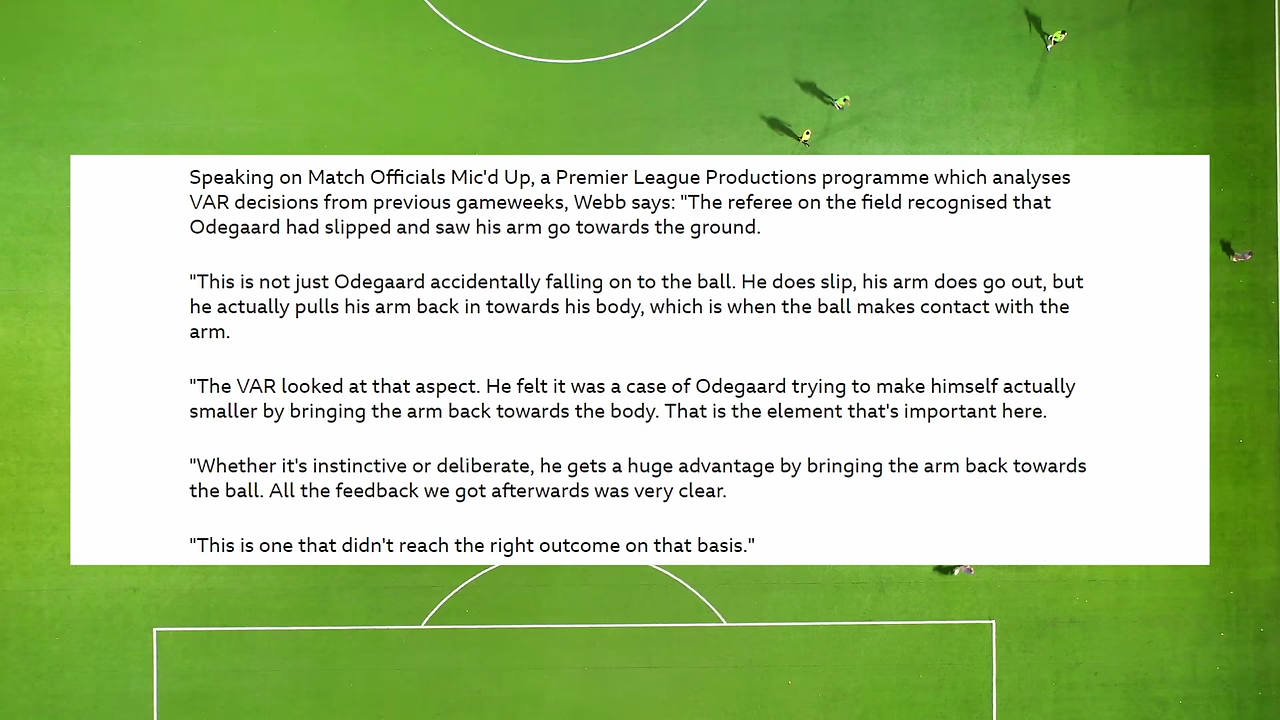 Speaking on Match Officials Mic'd Up, a Premier League Productions programme which analyses
VAR decisions from previous gameweeks, Webb says: "The referee on the field recognised that
Odegaard had slipped and saw his arm go towards the ground.
"This is not just Odegaard accidentally falling on to the ball. He does slip, his arm does go out, but
he actually pulls his arm back in towards his body, which is when the ball makes contact with the
arm.
"The VAR looked at that aspect. He felt it was a case of Odegaard trying to make himself actually
smaller by bringing the arm back towards the body. That is the element that's important here.
"Whether it's instinctive or deliberate, he gets a huge advantage by bringing the arm back towards
the ball. All the feedback we got afterwards was very clear.
"This is one that didn't reach the right outcome on that basis."